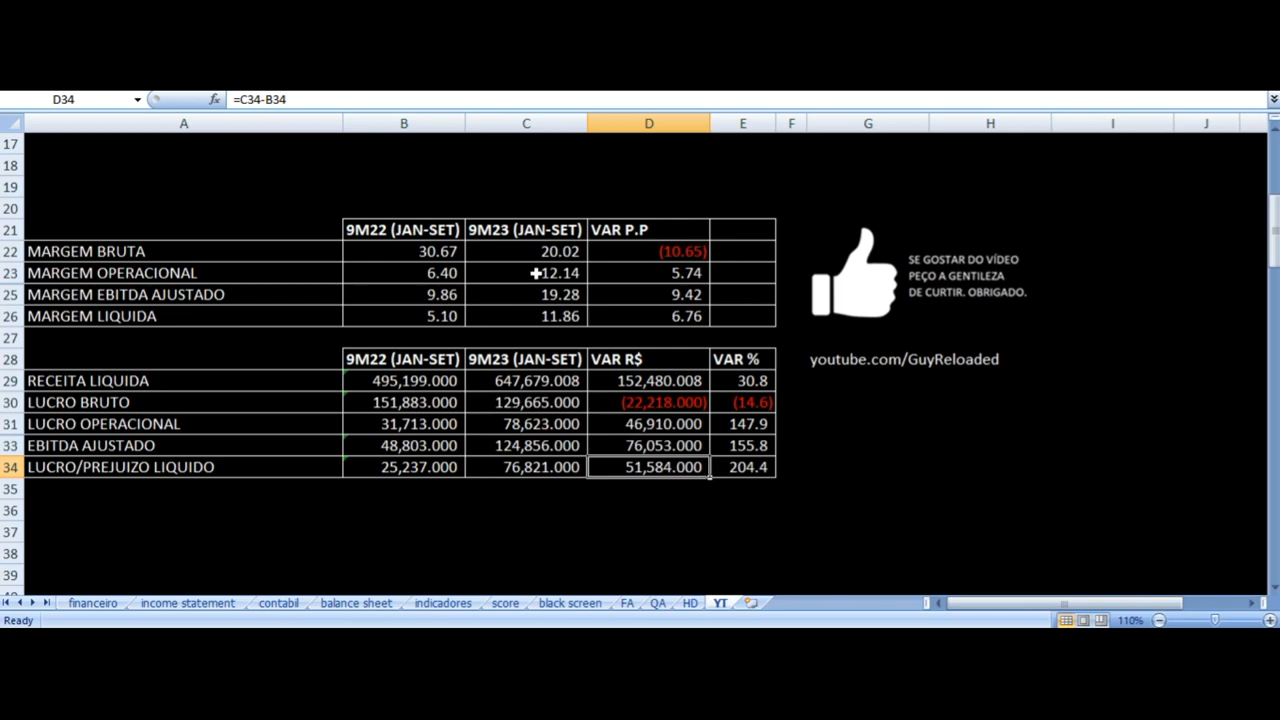 D34 fx =C34-B34
A B C D E F G H I J
17
18
19
20
21 9M22 (JAN-SET) 9M23 (JAN-SET) VAR P.P
22 MARGEM BRUTA 30.67 20.02 (10.65)
23 MARGEM OPERACIONAL 6.40 12.14 5.74
25 MARGEM EBITDA AJUSTADO 9.86 19.28 9.42
26 MARGEM LIQUIDA 5.10 11.86 6.76
27
28 9M22 (JAN-SET) 9M23 (JAN-SET) VAR R$ VAR %
29 RECEITA LIQUIDA 495,199.000 647,679.008 152,480.008 30.8
30 LUCRO BRUTO 151,883.000 129,665.000 (22,218.000) (14.6)
31 LUCRO OPERACIONAL 31,713.000 78,623.000 46,910.000 147.9
33 EBITDA AJUSTADO 48,803.000 124,856.000 76,053.000 155.8
34 LUCRO/PREJUIZO LIQUIDO 25,237.000 76,821.000 51,584.000 204.4
35
36
37
38
39
SE GOSTAR DO VÍDEO
PEÇO A GENTILEZA
DE CURTIR. OBRIGADO.
youtube.com/GuyReloaded
financeiro income statement contabil balance sheet indicadores score black screen FA QA HD YT
Ready 110%